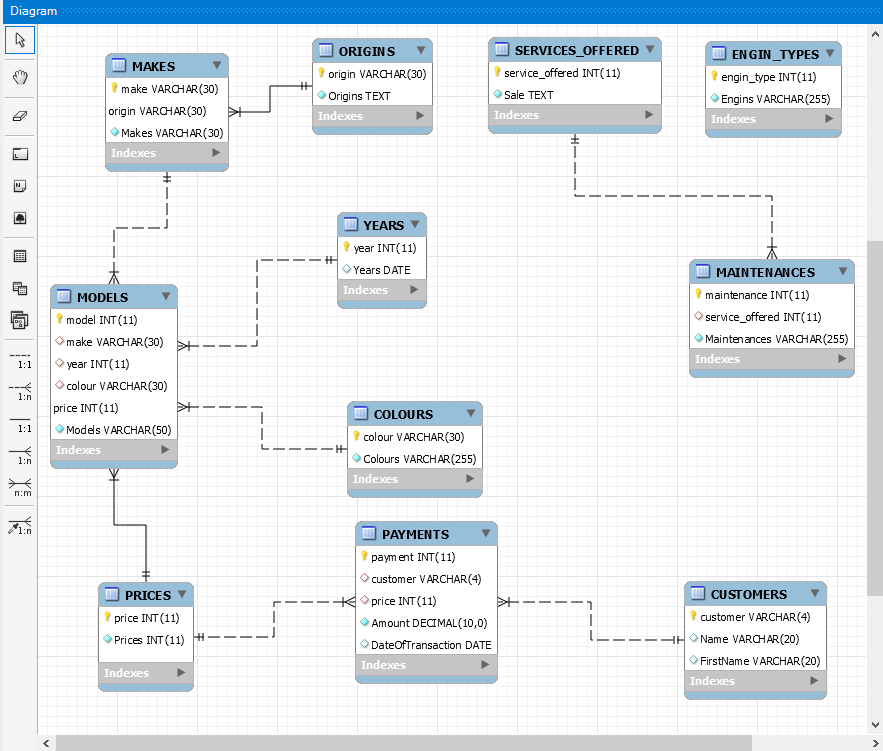 Diagram
MAKES
make VARCHAR(30)
origin VARCHAR(30)
Makes VARCHAR(30)
Indexes
ORIGINS
origin VARCHAR(30)
Origins TEXT
Indexes
SERVICES_OFFERED
service_offered INT(11)
Sale TEXT
Indexes
ENGIN_TYPES
engin_type INT(11)
Engins VARCHAR(255)
Indexes
YEARS
year INT(11)
Years DATE
Indexes
MAINTENANCES
maintenance INT(11)
service_offered INT(11)
Maintenances VARCHAR(255)
Indexes
MODELS
model INT(11)
make VARCHAR(30)
year INT(11)
colour VARCHAR(30)
price INT(11)
Models VARCHAR(50)
Indexes
COLOURS
colour VARCHAR(30)
Colours VARCHAR(255)
Indexes
PRICES
price INT(11)
Prices INT(11)
Indexes
PAYMENTS
payment INT(11)
customer VARCHAR(4)
price INT(11)
Amount DECIMAL(10,0)
DateOfTransaction DATE
Indexes
CUSTOMERS
customer VARCHAR(4)
Name VARCHAR(20)
FirstName VARCHAR(20)
Indexes
1:1
1:n
1:1
1:n
n:m
1:n